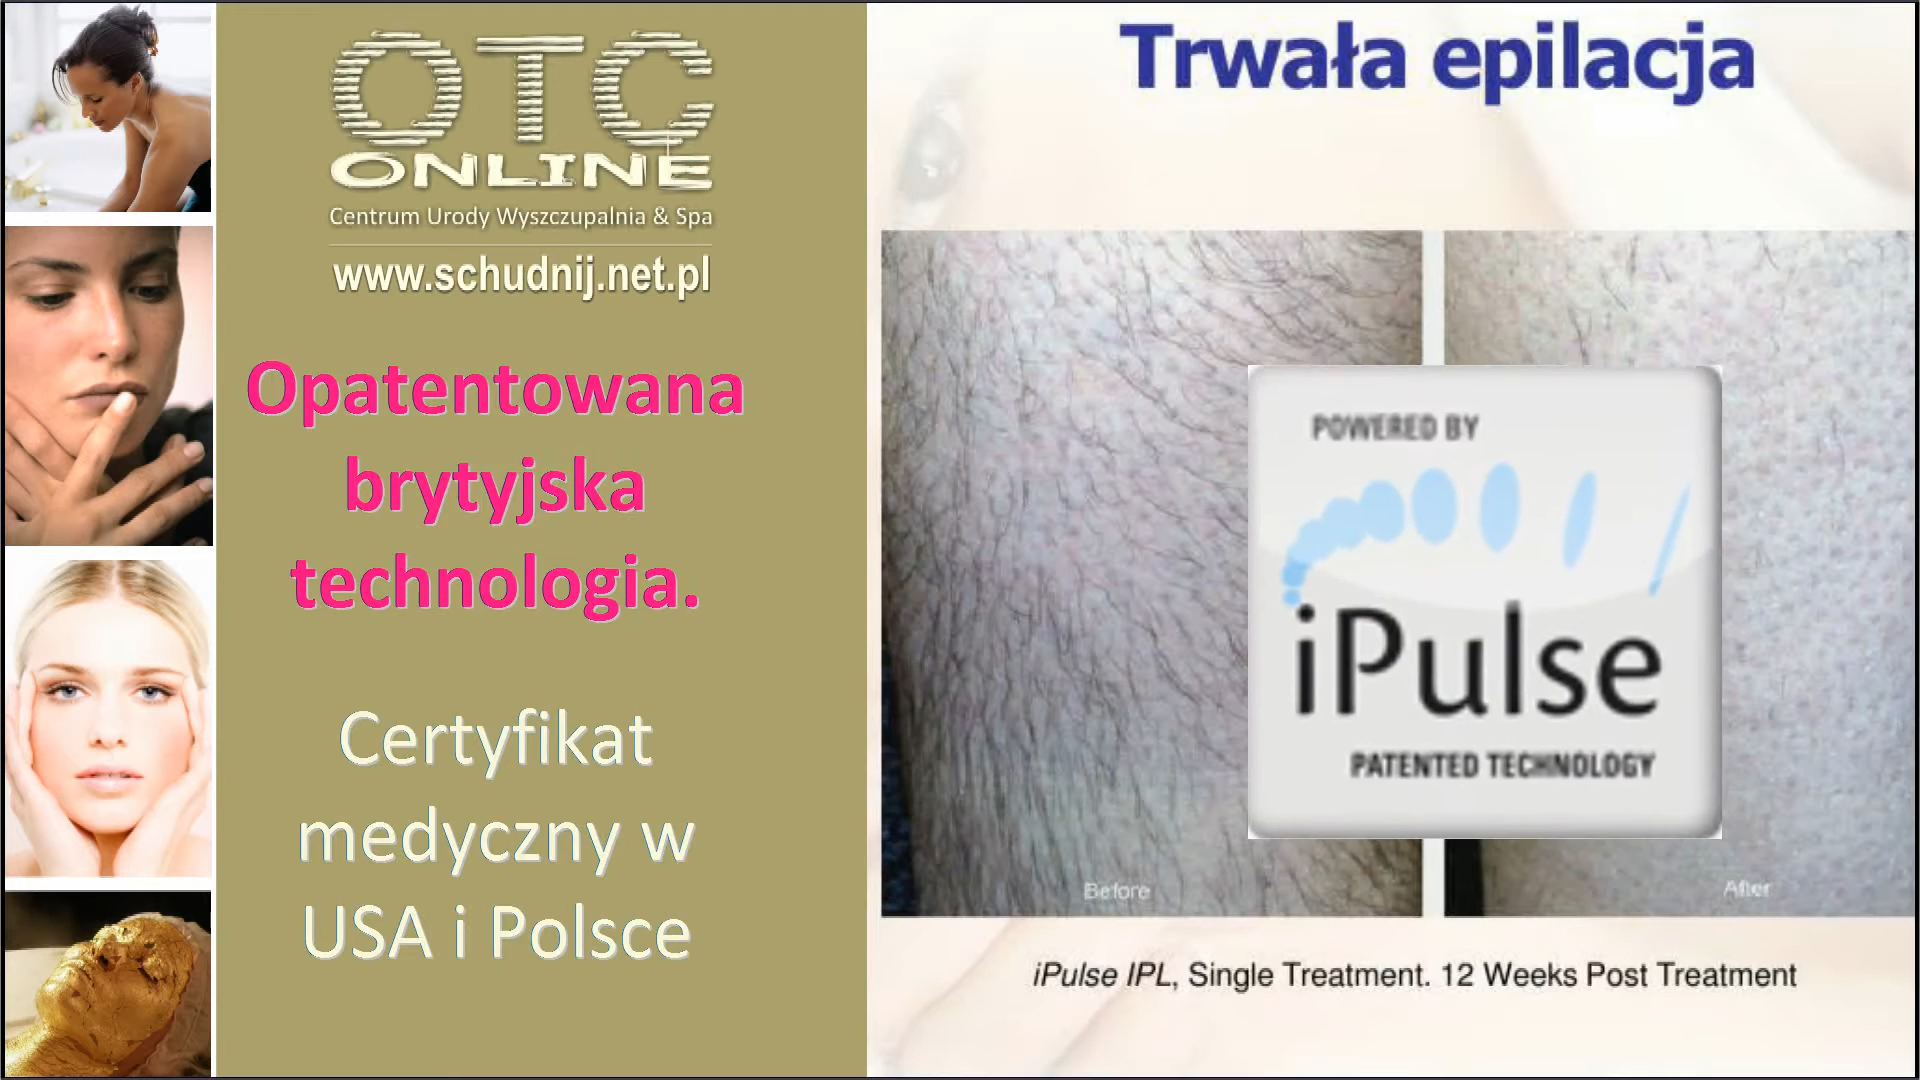 OTC
ONLINE
Centrum Urody Wyszczupalnia & Spa
www.schudnij.net.pl
Opatentowana
brytyjska
technologia.
Certyfikat
medyczny w
USA i Polsce
Trwała epilacja
POWERED BY
iPulse
PATENTED TECHNOLOGY
Before
After
iPulse IPL, Single Treatment. 12 Weeks Post Treatment